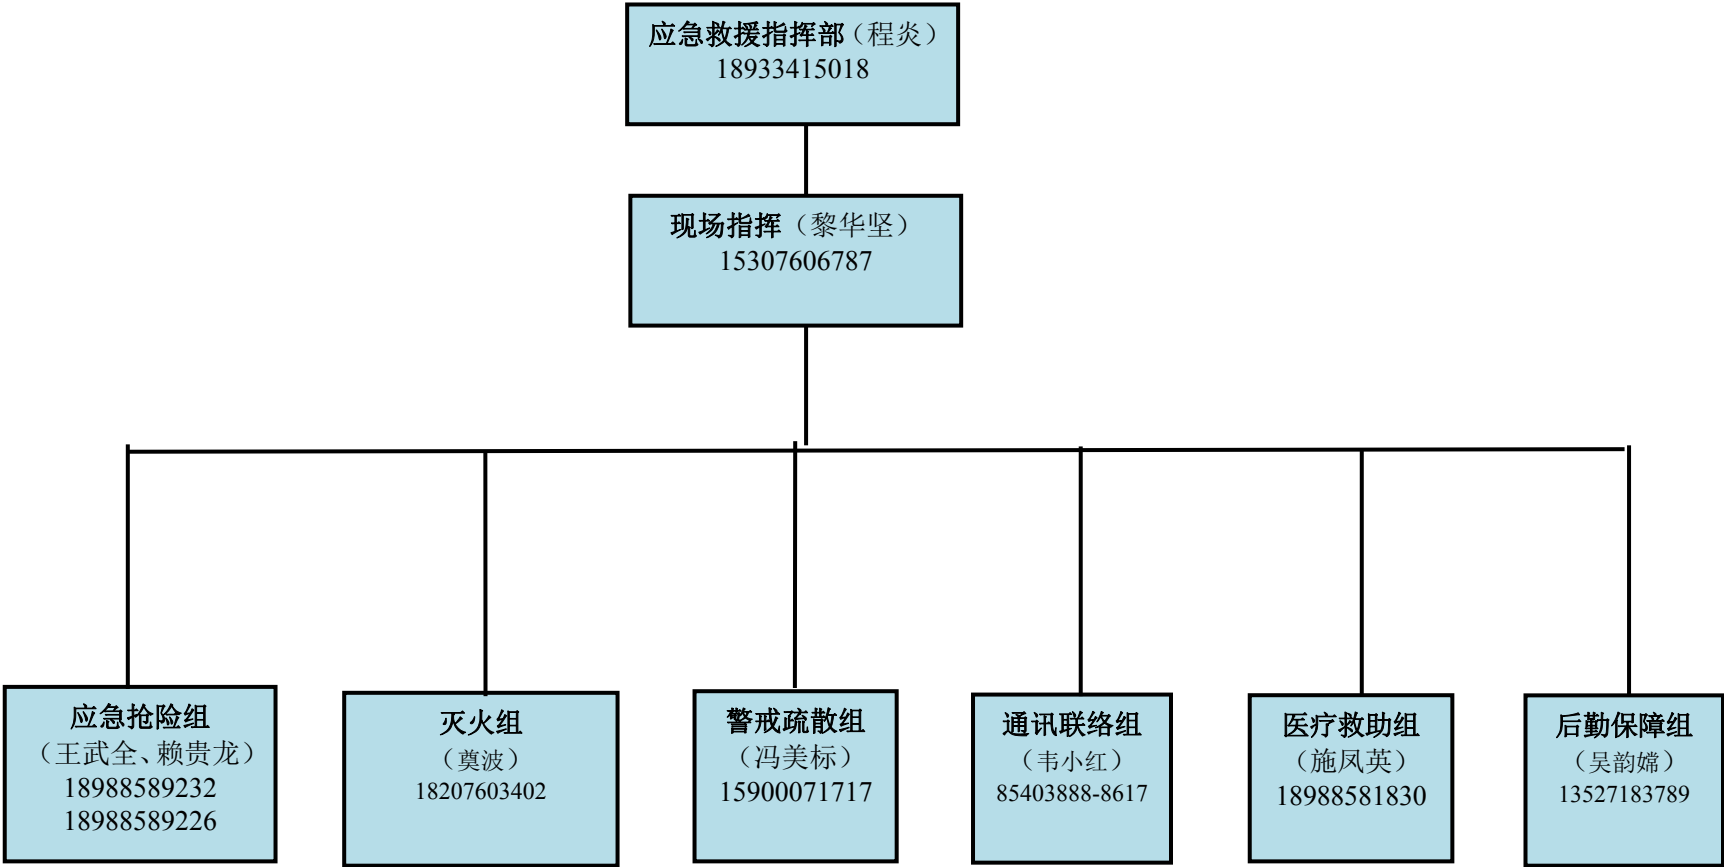 应急救援指挥部（程炎）
18933415018
现场指挥（黎华坚）
15307606787
应急抢险组
（王武全、赖贵龙）
18988589232
18988589226
灭火组
（奠波）
18207603402
警戒疏散组
（冯美标）
15900071717
通讯联络组
（韦小红）
85403888-8617
医疗救助组
（施凤英）
18988581830
后勤保障组
（吴韵嫦）
13527183789